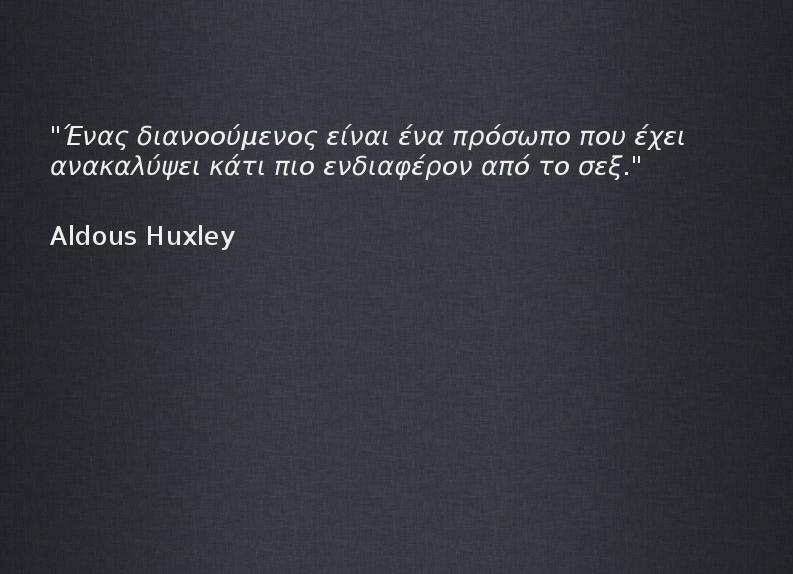 "Ένας διανοούμενος είναι ένα πρόσωπο που έχει
ανακαλύψει κάτι πιο ενδιαφέρον από το σεξ."
Aldous Huxley